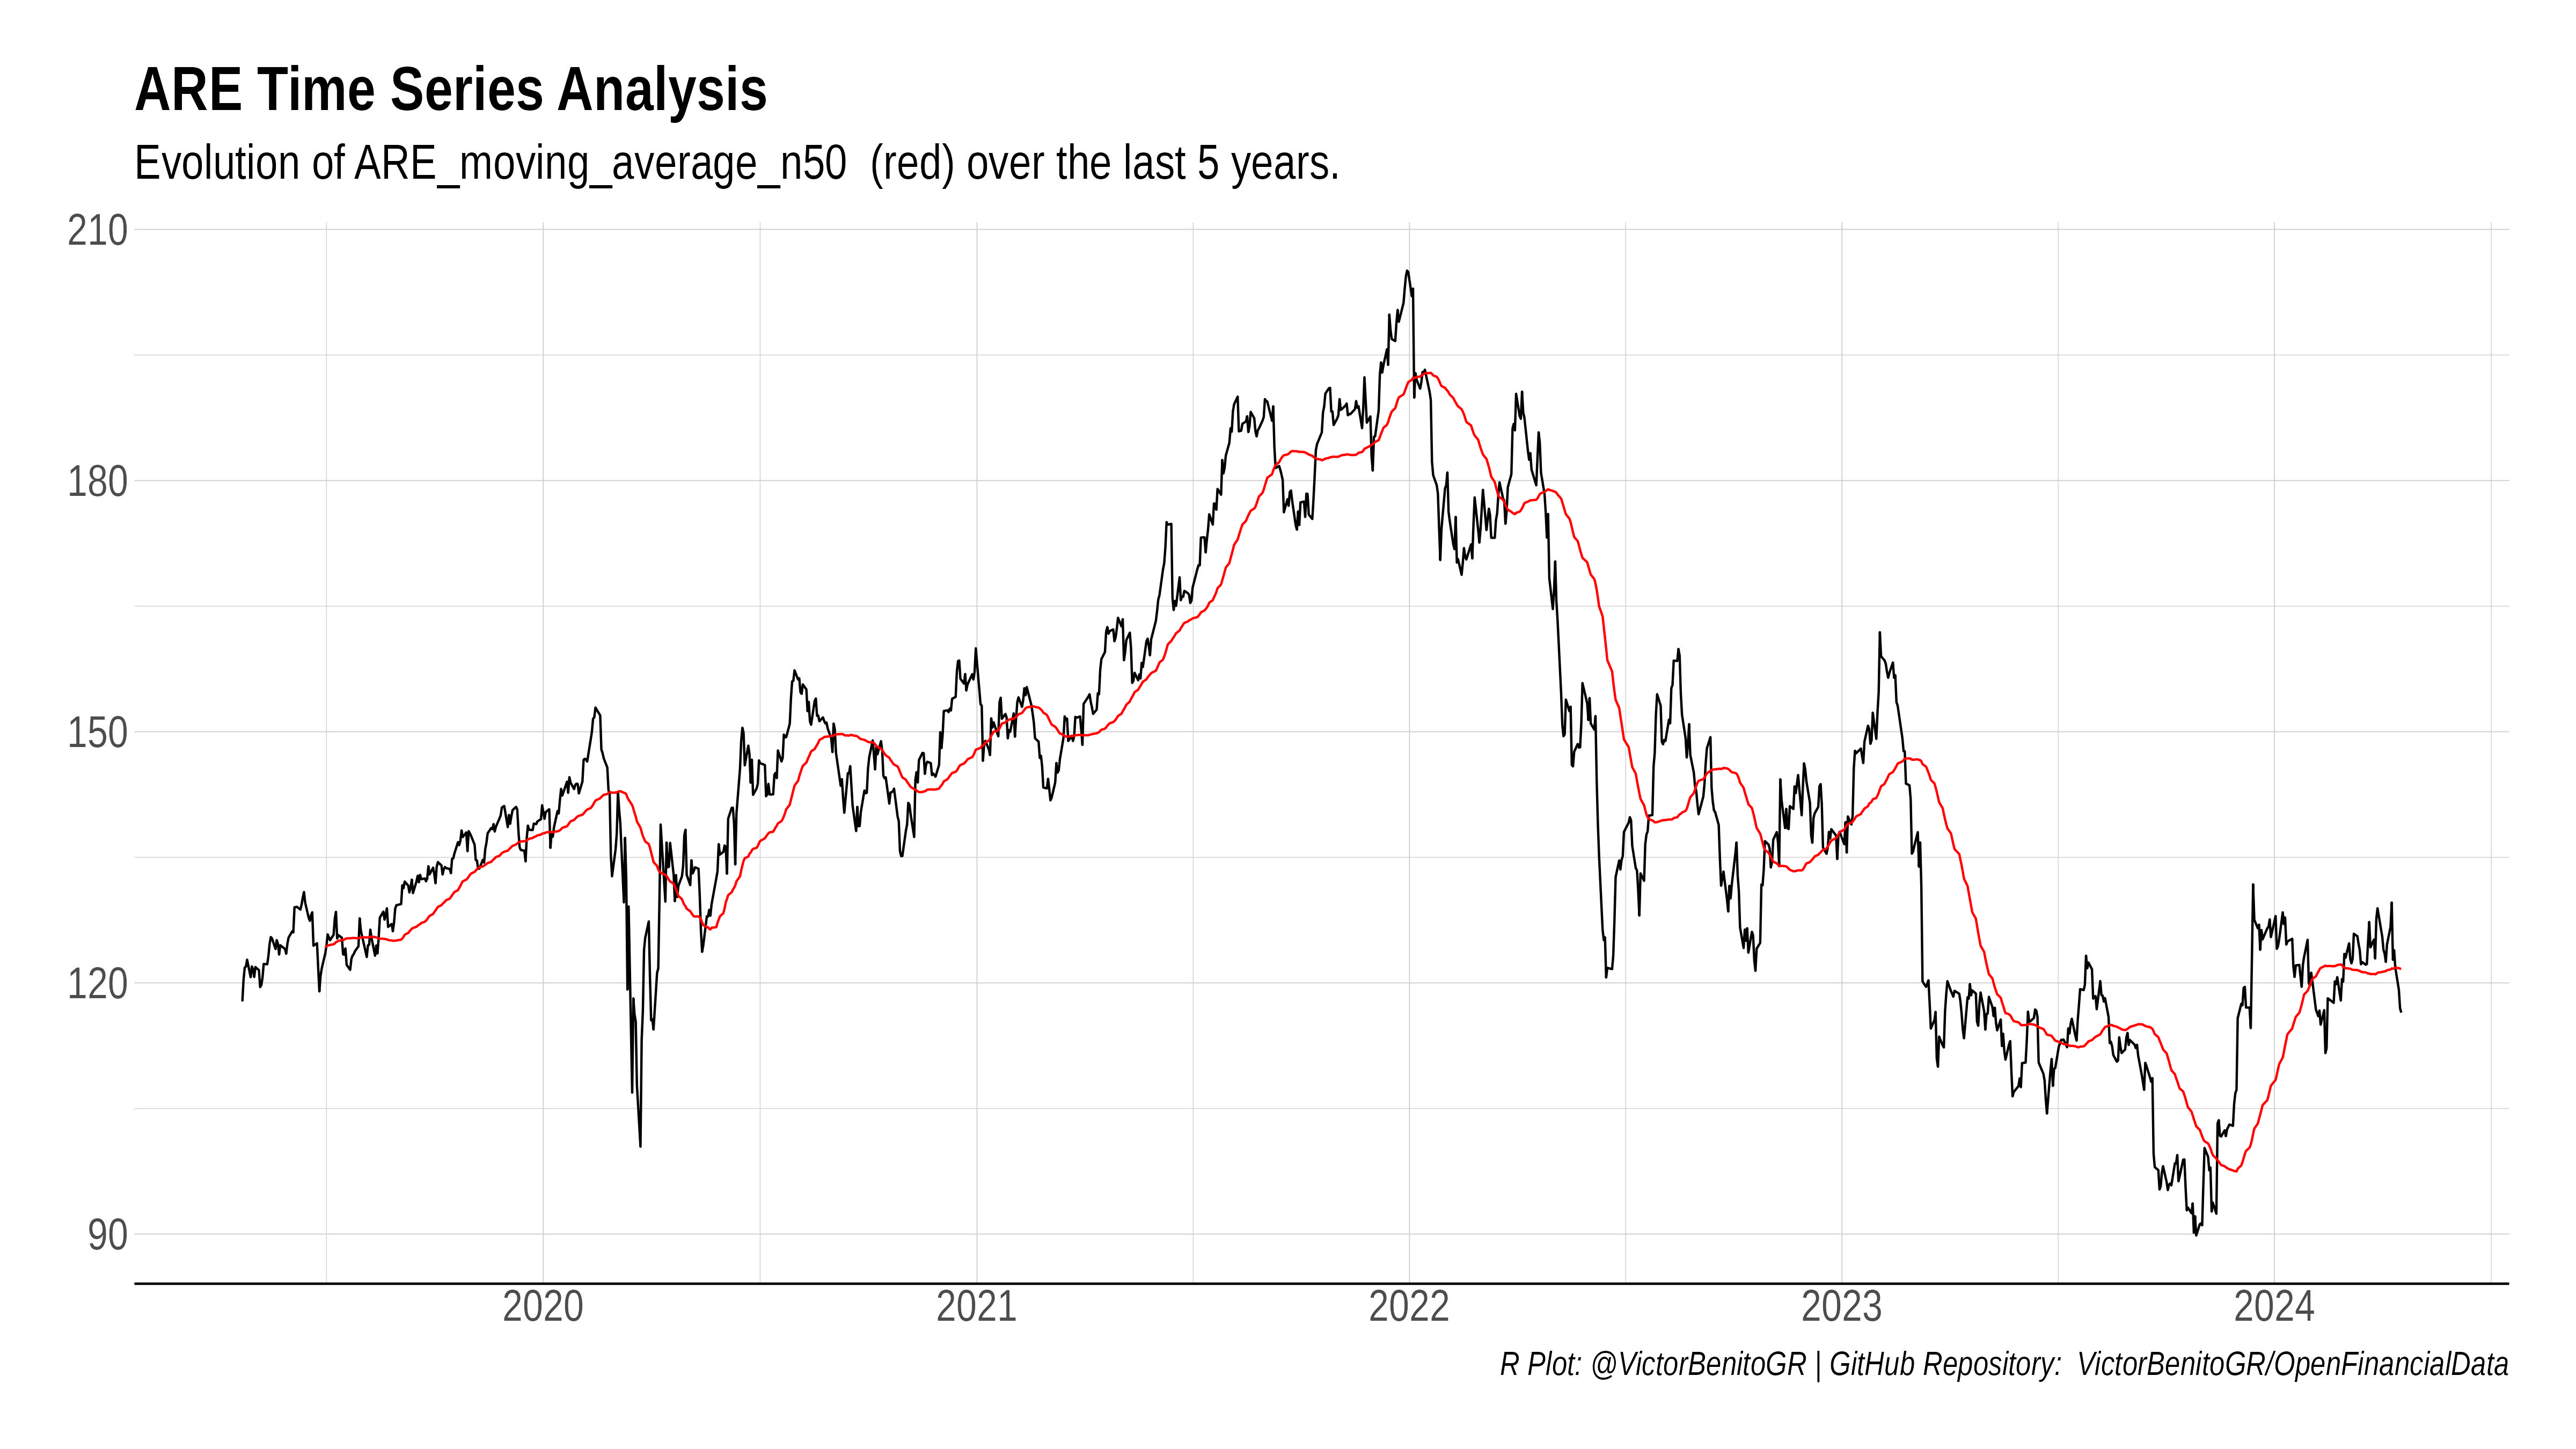 ARE Time Series Analysis
Evolution of ARE_moving_average_n50  (red) over the last 5 years.
210
180
150
120
90
2020 2021 2022 2023 2024
R Plot: @VictorBenitoGR | GitHub Repository:  VictorBenitoGR/OpenFinancialData